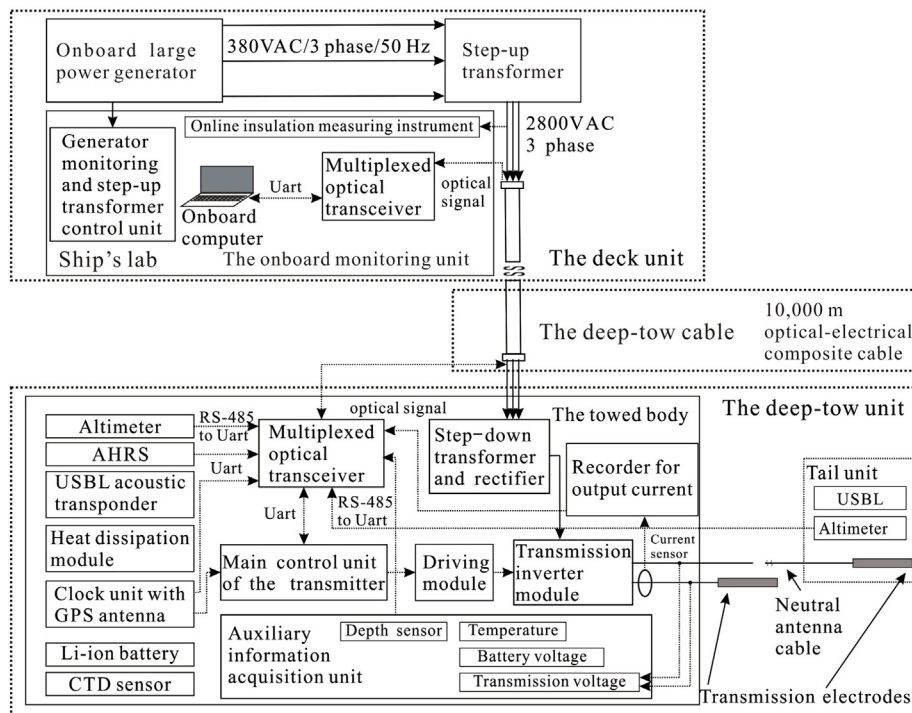 Onboard large
power generator
380VAC/3 phase/50 Hz
Step-up
transformer
Online insulation measuring instrument
2800VAC
3 phase
Generator
monitoring
and step-up
transformer
control unit
Onboard
computer
Uart
Multiplexed
optical
transceiver
optical
signal
Ship's lab
The onboard monitoring unit
The deck unit
The deep-tow cable
10,000 m
optical-electrical
composite cable
The deep-tow unit
The towed body
optical signal
Altimeter
RS-485
to Uart
AHRS
Uart
USBL acoustic
transponder
Heat dissipation
module
Clock unit with
GPS antenna
Li-ion battery
CTD sensor
Multiplexed
optical
transceiver
Uart
RS-485
to Uart
Step-down
transformer
and rectifier
Recorder for
output current
Tail unit
USBL
Altimeter
Main control unit
of the transmitter
Driving
module
Transmission
inverter
module
Current
sensor
Neutral
antenna
cable
Auxiliary
information
acquisition unit
Depth sensor
Temperature
Battery voltage
Transmission voltage
Transmission electrodes